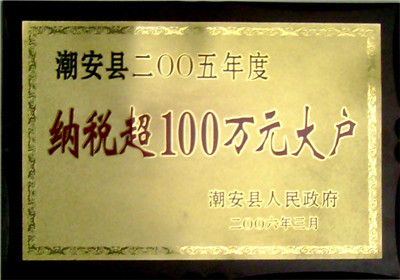 潮安县二〇〇五年度
纳税超100万元大户
潮安县人民政府
二〇〇六年三月